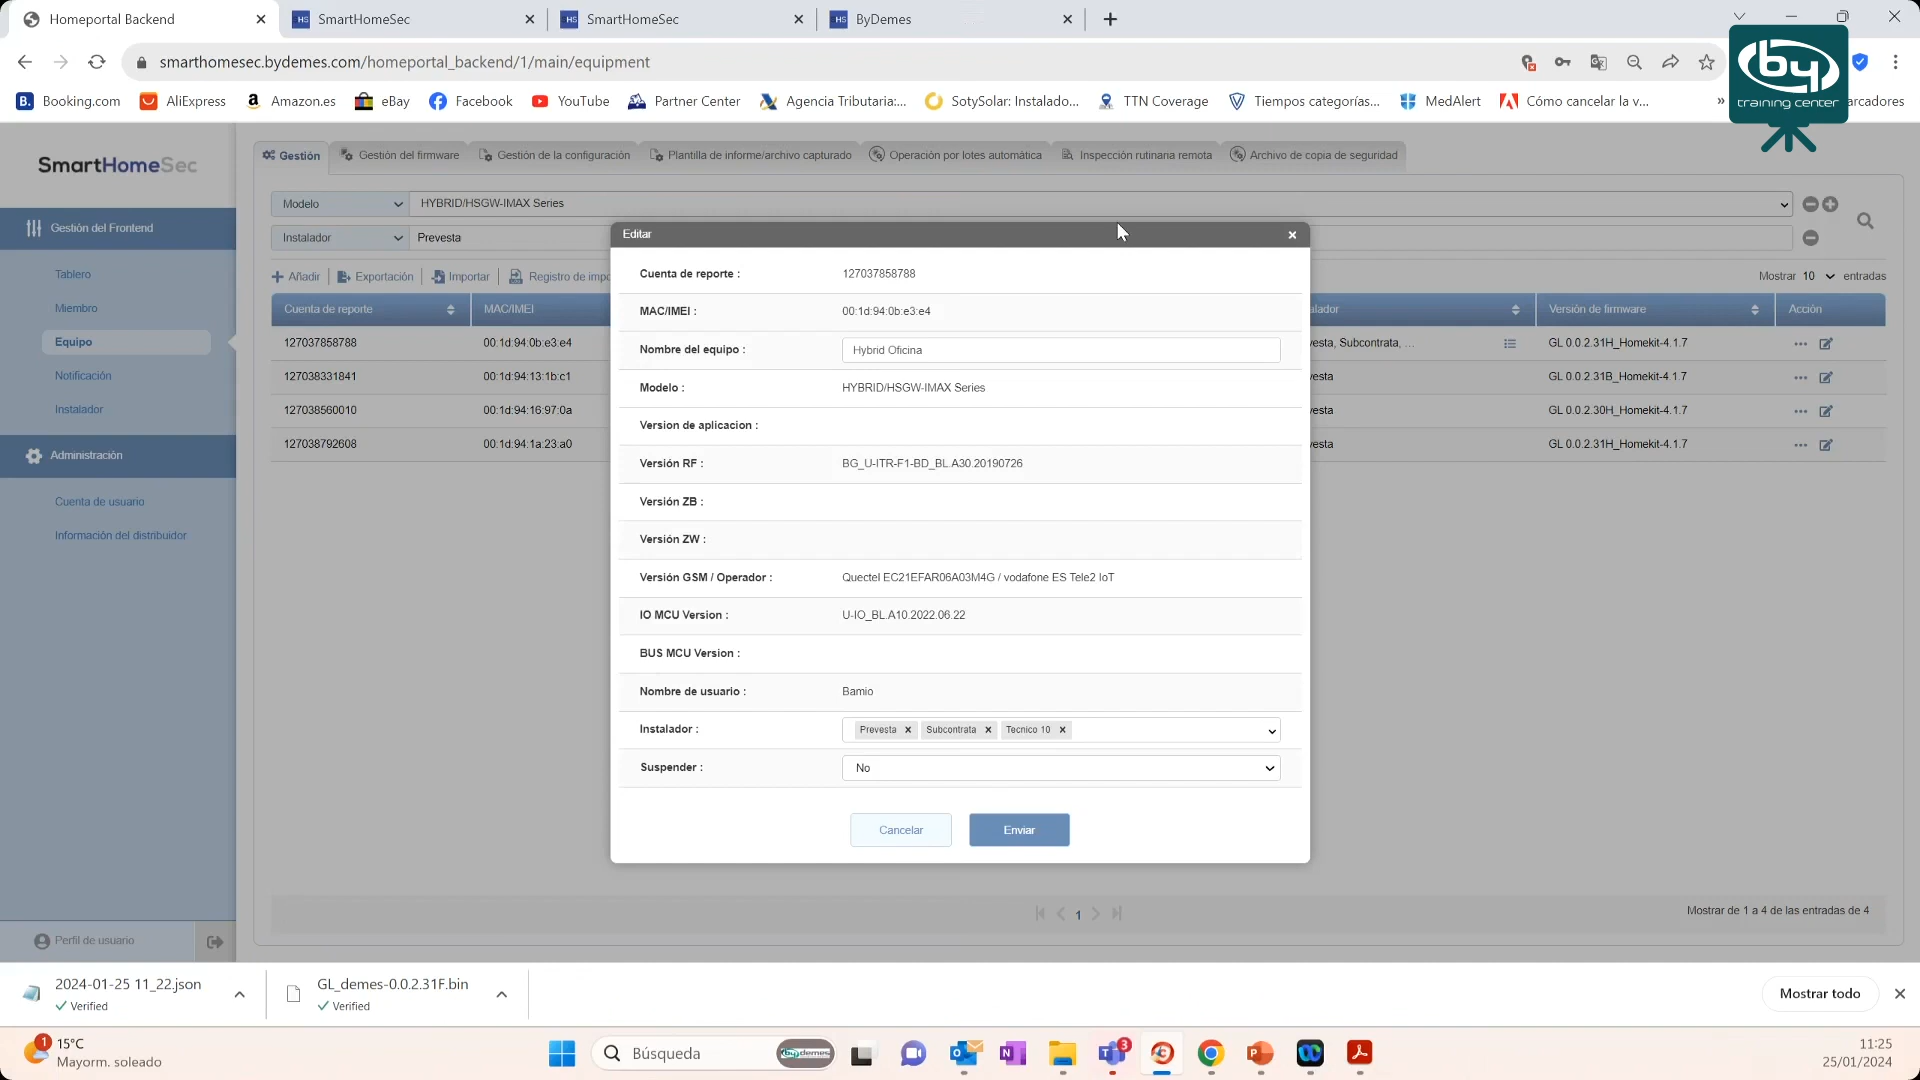 Homeportal Backend
SmartHomeSec
SmartHomeSec
ByDemes
smarthomesec.bydemes.com/homeportal_backend/1/main/equipment
Booking.com
AliExpress
Amazon.es
eBay
Facebook
YouTube
Partner Center
Agencia Tributaria:...
SotySolar: Instalado...
TTN Coverage
Tiempos categorías...
MedAlert
Cómo cancelar la v...
»
arcadores
by
training center
SmartHomeSec
Gestión del Frontend
Tablero
Miembro
Equipo
Notificación
Instalador
Administración
Cuenta de usuario
Información del distribuidor
Perfil de usuario
Gestión
Gestión del firmware
Gestión de la configuración
Plantilla de informe/archivo capturado
Operación por lotes automática
Inspección rutinaria remota
Archivo de copia de seguridad
Modelo
HYBRID/HSGW-IMAX Series
Instalador
Prevesta
Añadir
Exportación
Importar
Registro de impo
Mostrar 10 entradas
Cuenta de reporte
MAC/IMEI
alador
Versión de firmware
Acción
127037858788
00:1d:94:0b:e3:e4
vesta, Subcontrata, ...
GL 0.0.2.31H_Homekit-4.1.7
127038331841
00:1d:94:13:1b:c1
vesta
GL 0.0.2.31B_Homekit-4.1.7
127038560010
00:1d:94:16:97:0a
vesta
GL 0.0.2.30H_Homekit-4.1.7
127038792608
00:1d:94:1a:23:a0
vesta
GL 0.0.2.31H_Homekit-4.1.7
Editar
Cuenta de reporte :
127037858788
MAC/IMEI :
00:1d:94:0b:e3:e4
Nombre del equipo :
Hybrid Oficina
Modelo :
HYBRID/HSGW-IMAX Series
Version de aplicacion :
Versión RF :
BG_U-ITR-F1-BD_BL.A30.20190726
Versión ZB :
Versión ZW :
Versión GSM / Operador :
Quectel EC21EFAR06A03M4G / vodafone ES Tele2 IoT
IO MCU Version :
U-IO_BL.A10.2022.06.22
BUS MCU Version :
Nombre de usuario :
Bamio
Instalador :
Prevesta
Subcontrata
Tecnico 10
Suspender :
No
Cancelar
Enviar
1
Mostrar de 1 a 4 de las entradas de 4
2024-01-25 11_22.json
Verified
GL_demes-0.0.2.31F.bin
Verified
Mostrar todo
1
15°C
Mayorm. soleado
Búsqueda
by demes
3
11:25
25/01/2024